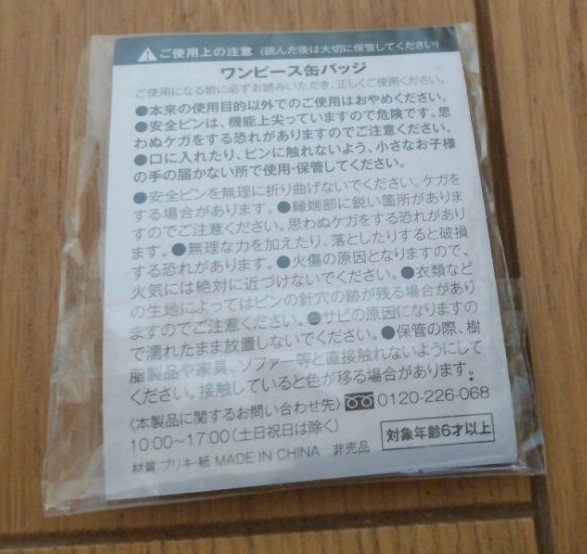 ⚠ご使用上の注意 (読んだ後は大切に保管してください)
ワンピース缶バッジ
ご使用になる前に必ずお読みいただき、正しくご使用ください。
●本来の使用目的以外でのご使用はおやめください。
●安全ピンは、機能上尖っていますので危険です。思
わぬケガをする恐れがありますのでご注意ください。
●口に入れたり、ピンに触れないよう、小さなお子様
の手の届かない所で使用・保管してください。
●安全ピンを無理に折り曲げないでください。ケガを
する場合があります。●縁端部に鋭い箇所がありま
すのでご注意ください。思わぬケガをする恐れがあり
ます。●無理な力を加えたり、落としたりすると破損
する恐れがあります。●火傷の原因となりますので、
火気には絶対に近づけないでください。●衣類など
の生地によってはピンの針穴の跡が残る場合があり
ますのでご注意ください。●サビの原因になりますの
で濡れたまま放置しないでください。●保管の際、樹
脂製品や家具、ソファー等と直接触れないようにして
ください。接触していると色が移る場合があります。
〈本製品に関するお問い合わせ先〉 0120-226-068
10:00~17:00(土日祝日は除く)
対象年齢6才以上
材質:ブリキ・紙 MADE IN CHINA 非売品